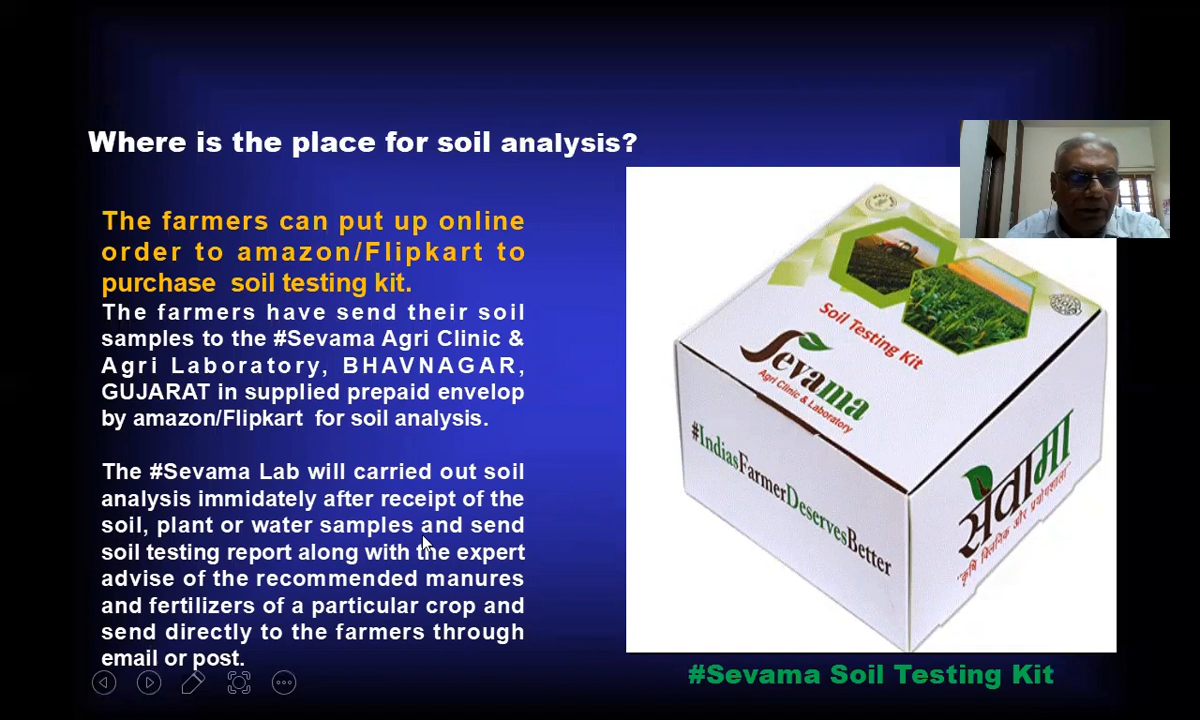 Where is the place for soil analysis?
The farmers can put up online
order to amazon/Flipkart to
purchase soil testing kit.
The farmers have send their soil
samples to the #Sevama Agri Clinic &
Agri Laboratory, BHAVNAGAR,
GUJARAT in supplied prepaid envelop
by amazon/Flipkart for soil analysis.
The #Sevama Lab will carried out soil
analysis immidately after receipt of the
soil, plant or water samples and send
soil testing report along with the expert
advise of the recommended manures
and fertilizers of a particular crop and
send directly to the farmers through
email or post.
Soil Testing Kit
Sevama
Agri Clinic & Laboratory
#IndiasFarmerDeservesBetter
सेवामा
"कृषि क्लिनिक और प्रयोगशाला"
#Sevama Soil Testing Kit